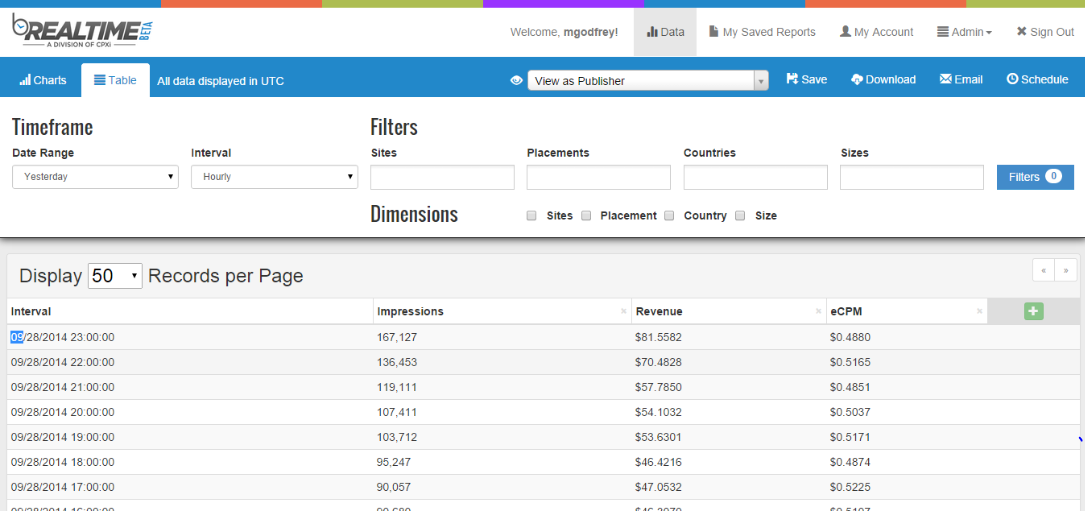 bREALTIME BETA
A DIVISION OF CPXi
Welcome, mgodfrey! Data My Saved Reports My Account Admin Sign Out
Charts Table All data displayed in UTC View as Publisher Save Download Email Schedule
Timeframe Filters
Date Range Interval Sites Placements Countries Sizes
Yesterday Hourly Filters 0
Dimensions Sites Placement Country Size
Display 50 Records per Page « »
Interval Impressions × Revenue × eCPM ×
09/28/2014 23:00:00 167,127 $81.5582 $0.4880
09/28/2014 22:00:00 136,453 $70.4828 $0.5165
09/28/2014 21:00:00 119,111 $57.7850 $0.4851
09/28/2014 20:00:00 107,411 $54.1032 $0.5037
09/28/2014 19:00:00 103,712 $53.6301 $0.5171
09/28/2014 18:00:00 95,247 $46.4216 $0.4874
09/28/2014 17:00:00 90,057 $47.0532 $0.5225
09/28/2014 16:00:00